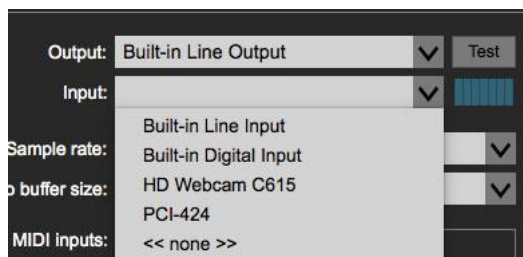 Output: Built-in Line Output Test
Input:
Built-in Line Input
Sample rate:
Built-in Digital Input
HD Webcam C615
buffer size:
PCI-424
MIDI inputs:
<< none >>